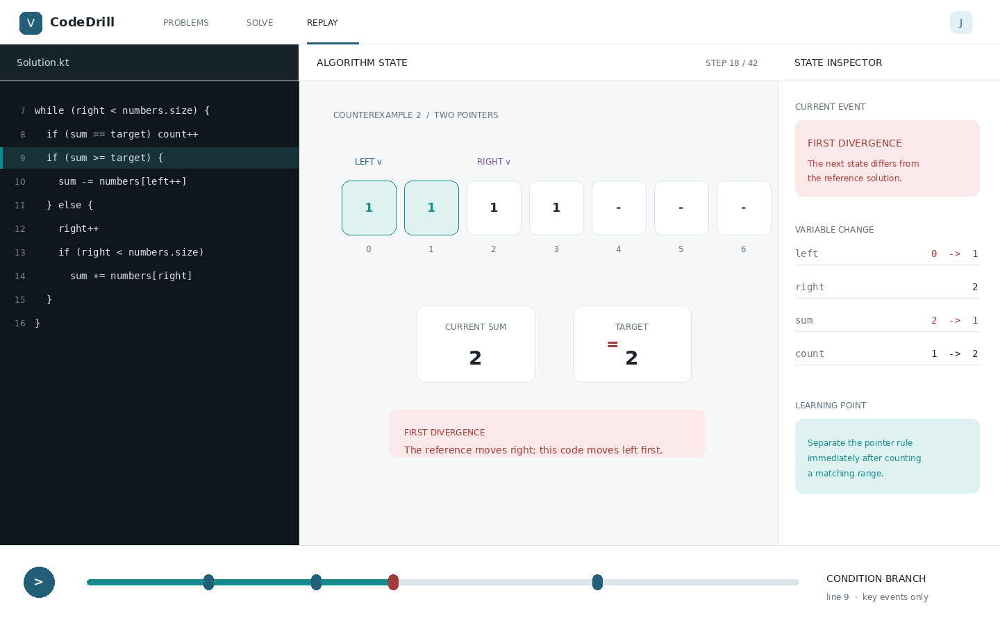 V CodeDrill PROBLEMS SOLVE REPLAY J
Solution.kt
7 while (right < numbers.size) {
8 if (sum == target) count++
9 if (sum >= target) {
10 sum -= numbers[left++]
11 } else {
12 right++
13 if (right < numbers.size)
14 sum += numbers[right]
15 }
16 }
ALGORITHM STATE STEP 18 / 42
COUNTEREXAMPLE 2 / TWO POINTERS
LEFT v RIGHT v
1 1 1 1 - - -
0 1 2 3 4 5 6
CURRENT SUM
2
TARGET
=
2
FIRST DIVERGENCE
The reference moves right; this code moves left first.
STATE INSPECTOR
CURRENT EVENT
FIRST DIVERGENCE
The next state differs from
the reference solution.
VARIABLE CHANGE
left 0 -> 1
right 2
sum 2 -> 1
count 1 -> 2
LEARNING POINT
Separate the pointer rule
immediately after counting
a matching range.
>
CONDITION BRANCH
line 9 · key events only